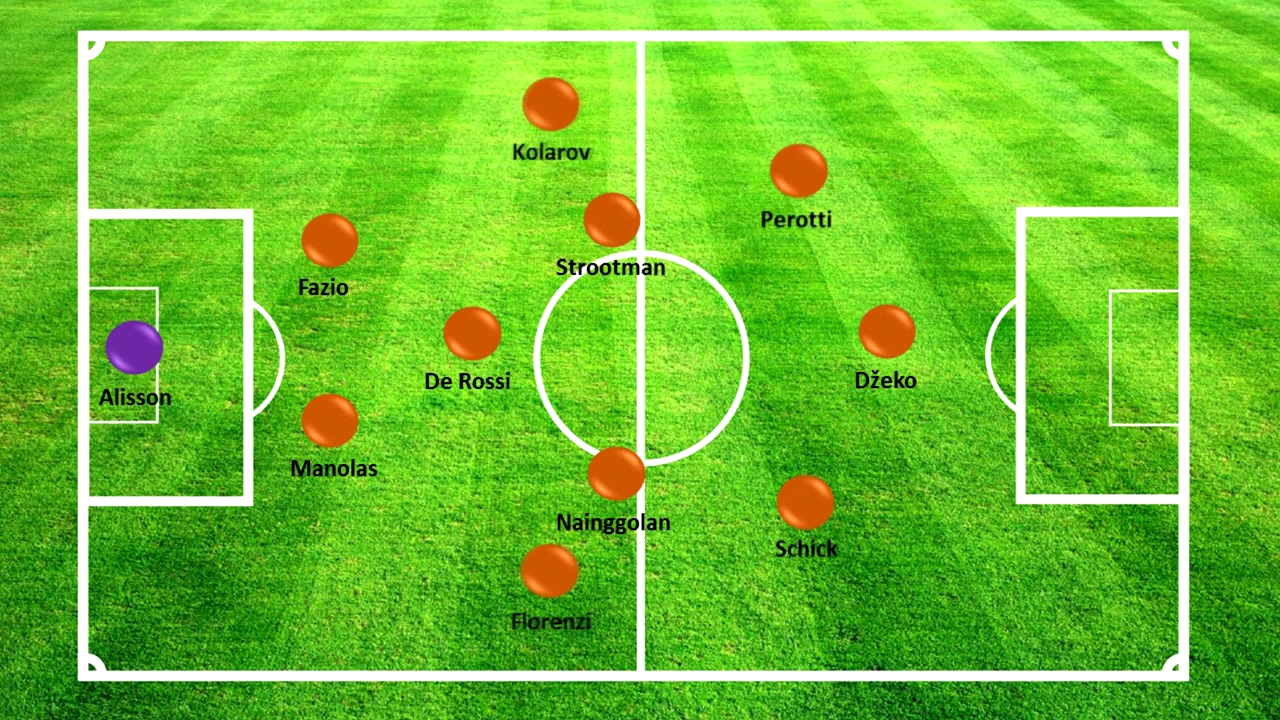 Kolarov
Perotti
Strootman
Fazio
De Rossi
Džeko
Alisson
Manolas
Nainggolan
Schick
Florenzi